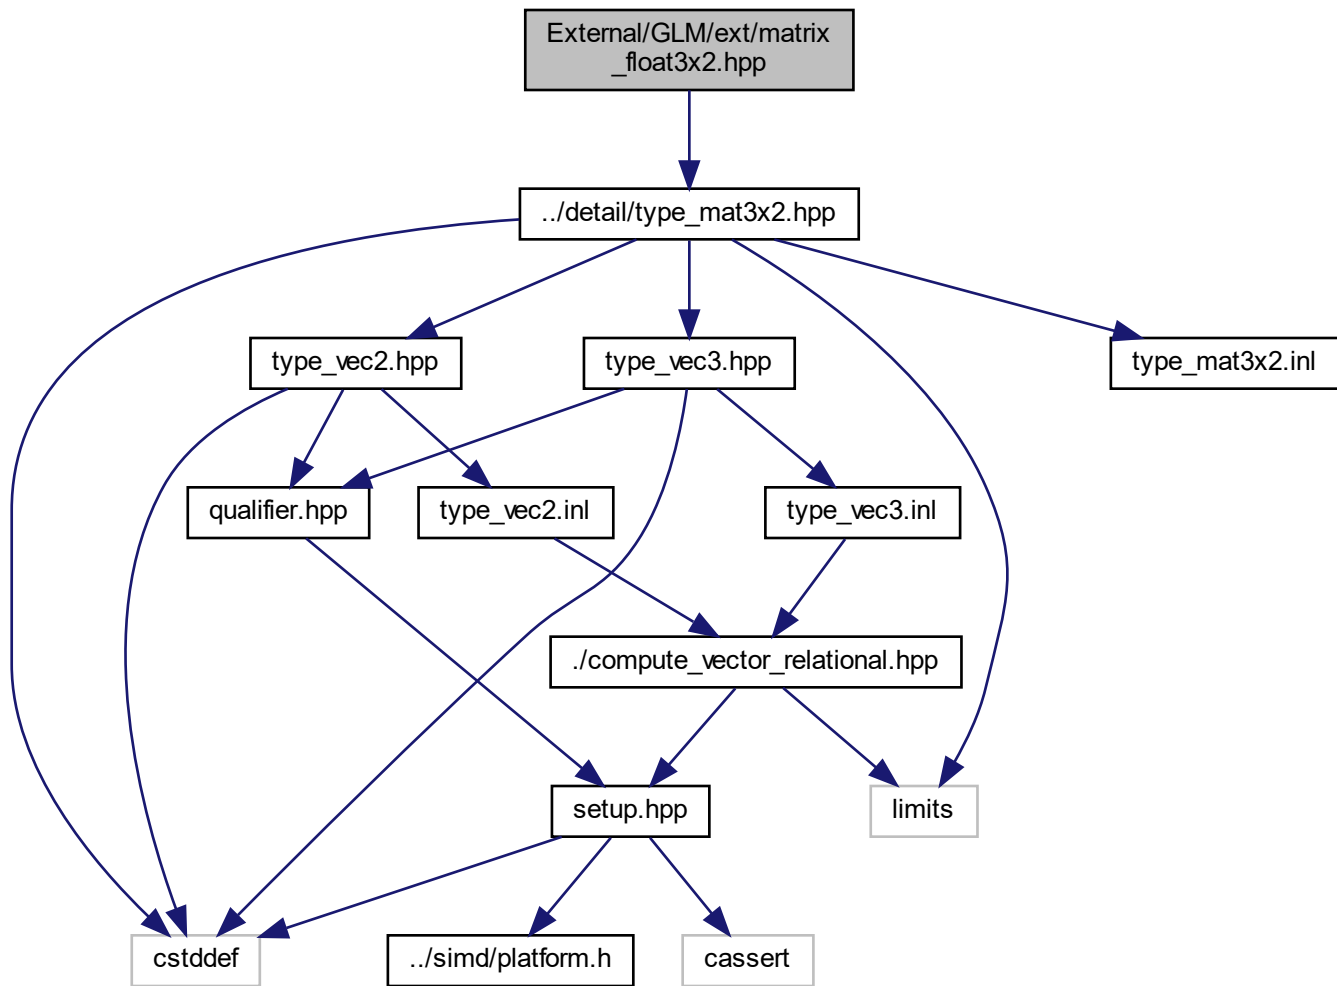 External/GLM/ext/matrix
_float3x2.hpp
../detail/type_mat3x2.hpp
type_vec2.hpp
type_vec3.hpp
type_mat3x2.inl
qualifier.hpp
type_vec2.inl
type_vec3.inl
./compute_vector_relational.hpp
setup.hpp
limits
cstddef
../simd/platform.h
cassert